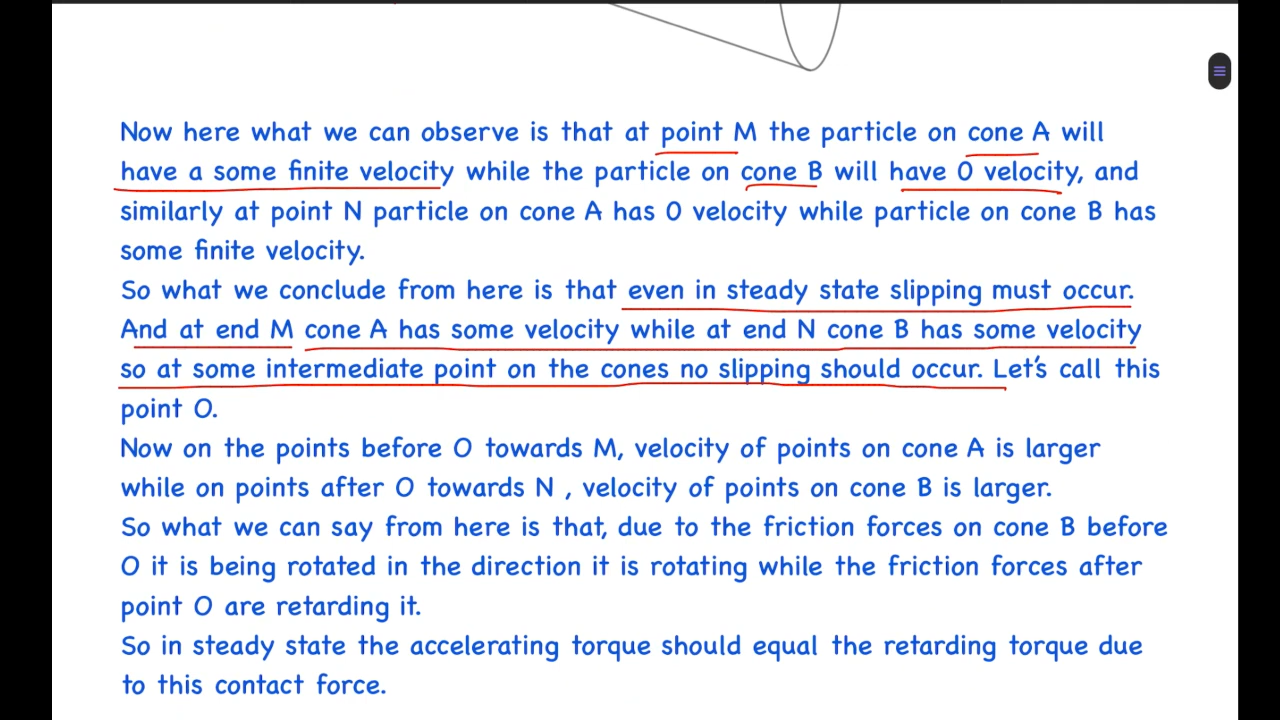 Now here what we can observe is that at point M the particle on cone A will
have a some finite velocity while the particle on cone B will have 0 velocity, and
similarly at point N particle on cone A has 0 velocity while particle on cone B has
some finite velocity.
So what we conclude from here is that even in steady state slipping must occur.
And at end M cone A has some velocity while at end N cone B has some velocity
so at some intermediate point on the cones no slipping should occur. Let's call this
point O.
Now on the points before O towards M, velocity of points on cone A is larger
while on points after O towards N , velocity of points on cone B is larger.
So what we can say from here is that, due to the friction forces on cone B before
O it is being rotated in the direction it is rotating while the friction forces after
point O are retarding it.
So in steady state the accelerating torque should equal the retarding torque due
to this contact force.